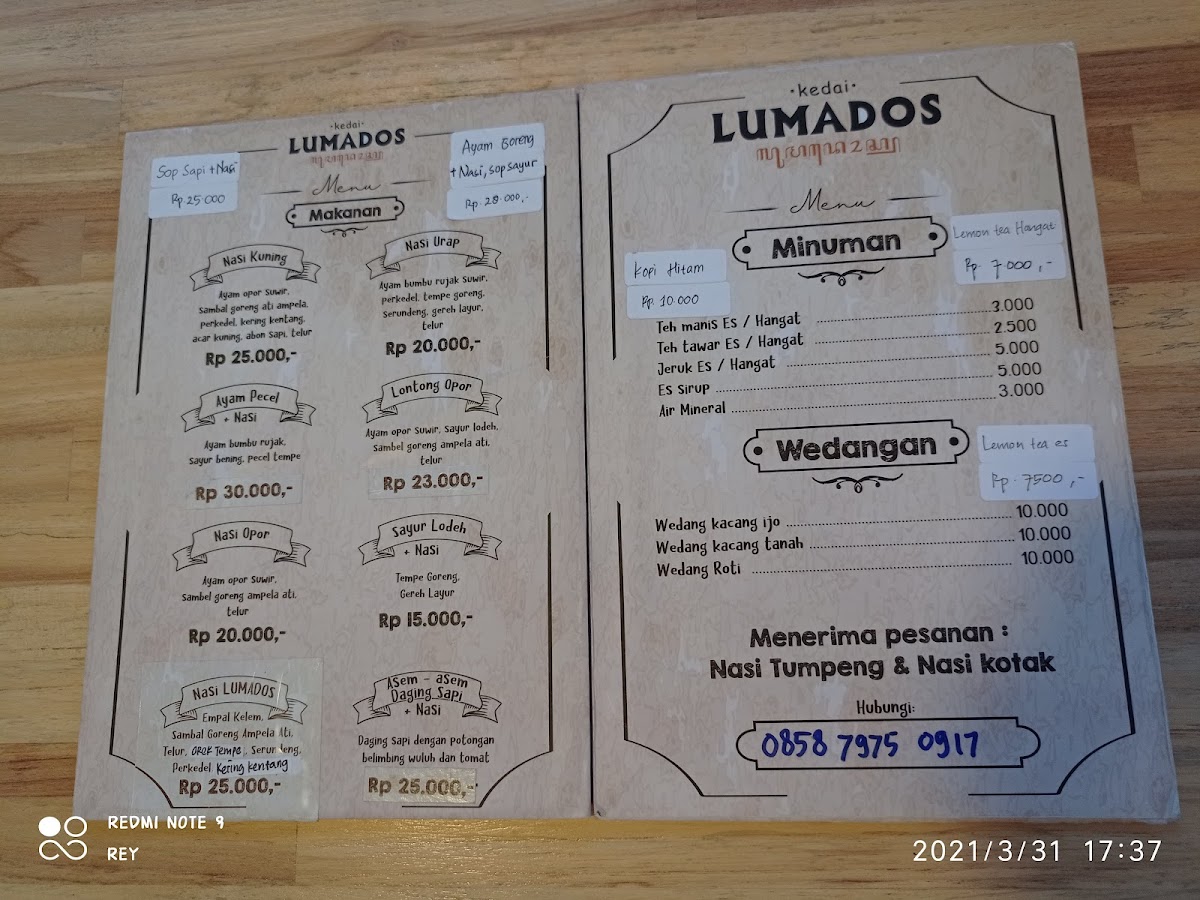 ·kedai·
LUMADOS
Sop Sapi + Nasi
Rp. 25.000
Ayam Goreng
+ Nasi, sop sayur
Rp. 28.000,-
Menu
Makanan
Nasi Kuning
Ayam opor suwir,
Sambal goreng ati ampela,
perkedel, kering kentang,
acar kuning, abon sapi, telur
Rp 25.000,-
Nasi Urap
Ayam bumbu rujak suwir,
perkedel, tempe goreng,
Serundeng, gereh layur,
telur
Rp 20.000,-
Ayam Pecel
+ Nasi
Ayam bumbu rujak,
sayur bening, pecel tempe
Rp 30.000,-
Lontong Opor
Ayam opor suwir, sayur lodeh,
Sambel goreng ampela ati,
telur
Rp 23.000,-
Nasi Opor
Ayam opor suwir,
Sambel goreng ampela ati,
telur
Rp 20.000,-
Sayur Lodeh
+ Nasi
Tempe Goreng,
Gereh Layur
Rp 15.000,-
Nasi LUMADOS
Empal Kelem,
Sambal Goreng Ampela Ati,
Telur, Orek Tempe, Serundeng,
Perkedel, Kering kentang
Rp 25.000,-
Asem - asem
Daging Sapi
+ Nasi
Daging Sapi dengan potongan
belimbing wuluh dan tomat
Rp 25.000,-
·kedai·
LUMADOS
Menu
Minuman
Kopi Hitam
Rp. 10.000
Lemon tea Hangat
Rp. 7.000,-
Teh manis Es / Hangat 3.000
Teh tawar Es / Hangat 2.500
Jeruk Es / Hangat 5.000
Es sirup 5.000
Air Mineral 3.000
Wedangan
Lemon tea es
Rp. 7500,-
Wedang kacang ijo 10.000
Wedang kacang tanah 10.000
Wedang Roti 10.000
Menerima pesanan :
Nasi Tumpeng & Nasi kotak
Hubungi:
0858 7975 0917
REDMI NOTE 9
REY
2021/3/31 17:37